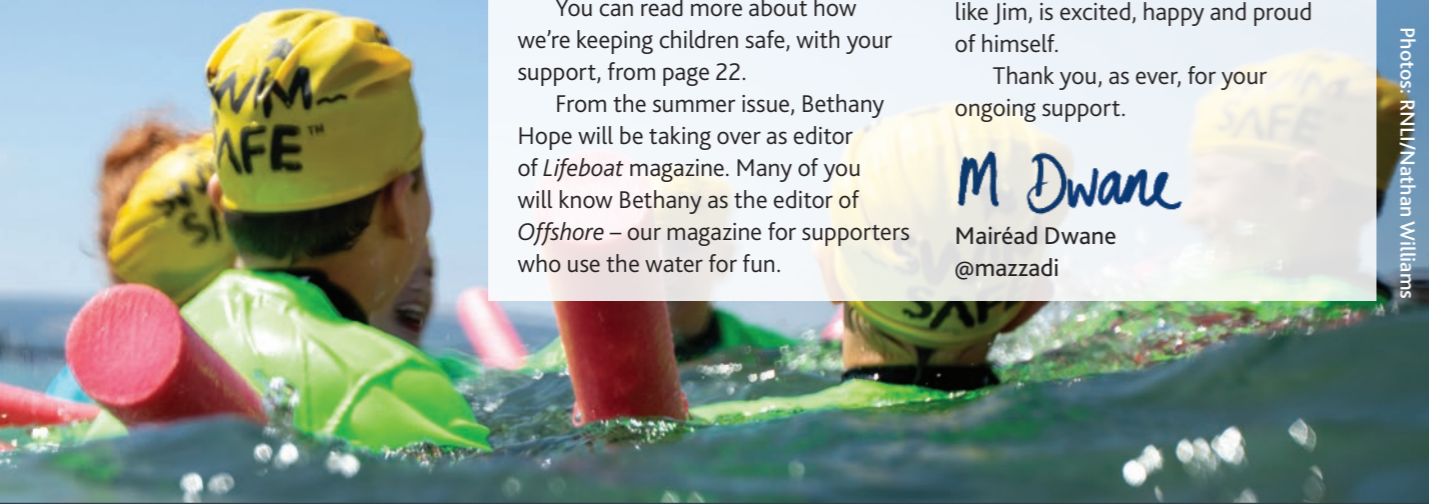 You can read more about how
we're keeping children safe, with your
support, from page 22.
From the summer issue, Bethany
Hope will be taking over as editor
of Lifeboat magazine. Many of you
will know Bethany as the editor of
Offshore – our magazine for supporters
who use the water for fun.
like Jim, is excited, happy and proud
of himself.
Thank you, as ever, for your
ongoing support.
M Dwane
Mairéad Dwane
@mazzadi
Photos: RNLI/Nathan Williams
SWIM
SAFE™
SWIM
SAFE
SAFE